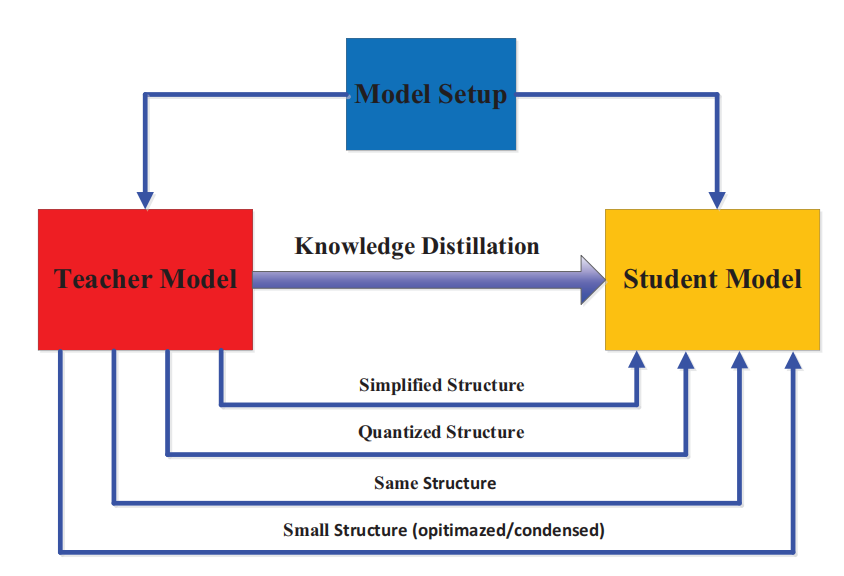 Model Setup
Knowledge Distillation
Teacher Model
Student Model
Simplified Structure
Quantized Structure
Same Structure
Small Structure (opitimazed/condensed)